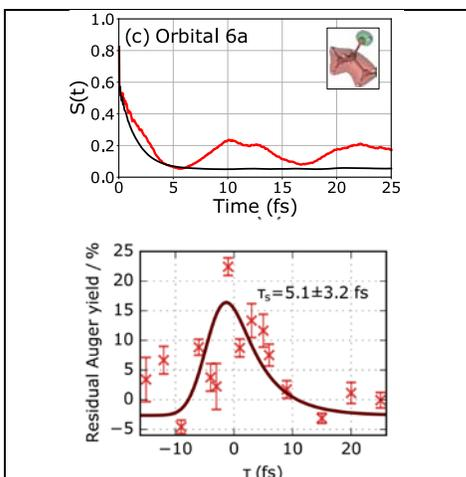 1.0
(c) Orbital 6a
0.8
0.6
S(t)
0.4
0.2
0.0
0 5 10 15 20 25
Time (fs)
25
20
τs=5.1±3.2 fs
15
10
5
0
−5
Residual Auger yield / %
−10 0 10 20
τ (fs)